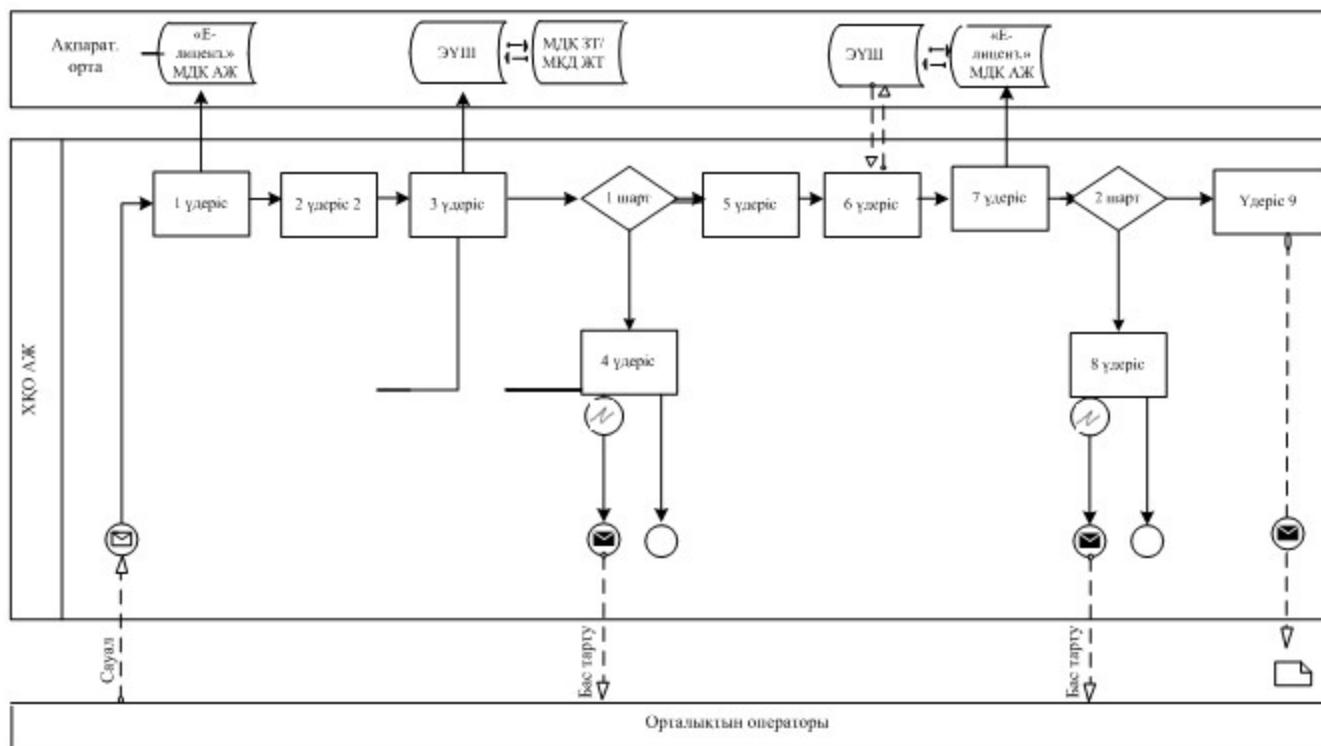 Ақпарат.
орта
«Е-
лиценз.»
МДҚ АЖ
ЭҮШ
МДҚ ЗТ/
МҚД ЖТ
ЭҮШ
«Е-
лиценз.»
МДҚ АЖ
ХҚО АЖ
1 үдеріс
2 үдеріс 2
3 үдеріс
1 шарт
5 үдеріс
6 үдеріс
7 үдеріс
2 шарт
Үдеріс 9
4 үдеріс
8 үдеріс
Сауал
Бас тарту
Бас тарту
Орталықтың операторы